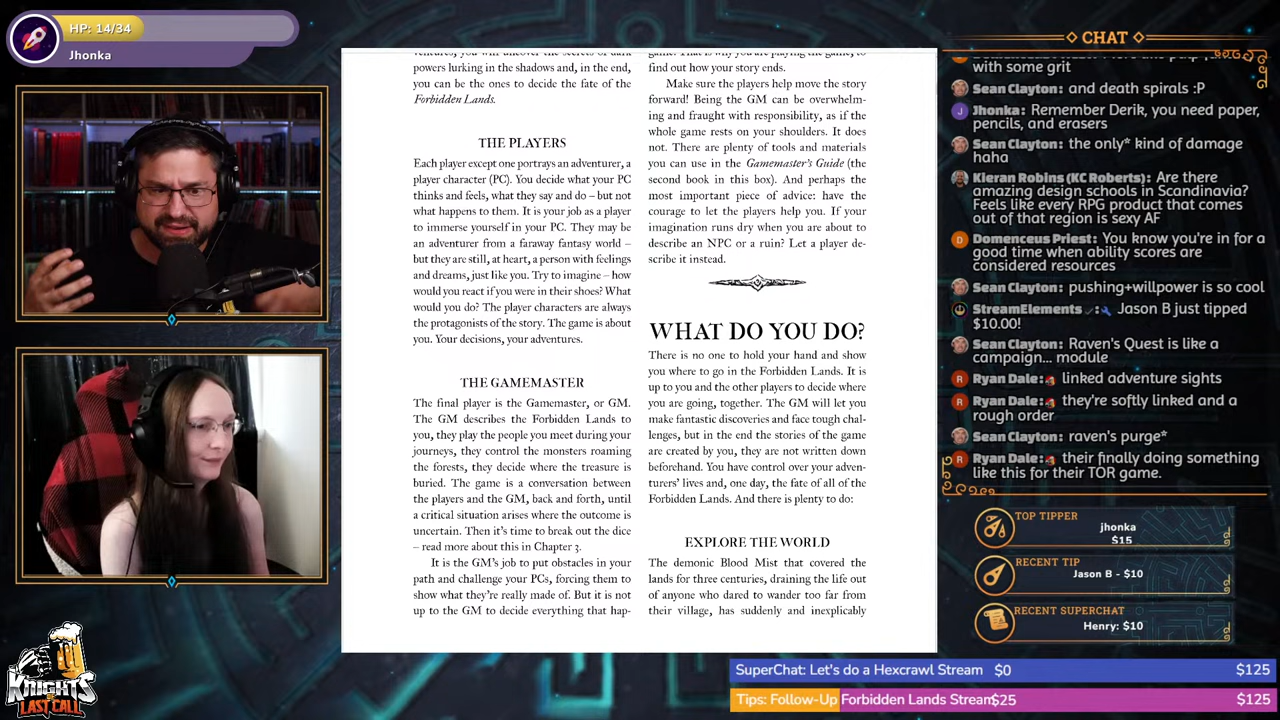 HP: 14/34
Jhonka
ventures, you will uncover the secrets of dark
powers lurking in the shadows and, in the end,
you can be the ones to decide the fate of the
Forbidden Lands.
THE PLAYERS
Each player except one portrays an adventurer, a
player character (PC). You decide what your PC
thinks and feels, what they say and do – but not
what happens to them. It is your job as a player
to immerse yourself in your PC. They may be
an adventurer from a faraway fantasy world –
but they are still, at heart, a person with feelings
and dreams, just like you. Try to imagine – how
would you react if you were in their shoes? What
would you do? The player characters are always
the protagonists of the story. The game is about
you. Your decisions, your adventures.
THE GAMEMASTER
The final player is the Gamemaster, or GM.
The GM describes the Forbidden Lands to
you, they play the people you meet during your
journeys, they control the monsters roaming
the forests, they decide where the treasure is
buried. The game is a conversation between
the players and the GM, back and forth, until
a critical situation arises where the outcome is
uncertain. Then it's time to break out the dice
– read more about this in Chapter 3.
It is the GM's job to put obstacles in your
path and challenge your PCs, forcing them to
show what they're really made of. But it is not
up to the GM to decide everything that hap-
game. That is why you are playing the game, to
find out how your story ends.
Make sure the players help move the story
forward! Being the GM can be overwhelm-
ing and fraught with responsibility, as if the
whole game rests on your shoulders. It does
not. There are plenty of tools and materials
you can use in the Gamemaster's Guide (the
second book in this box). And perhaps the
most important piece of advice: have the
courage to let the players help you. If your
imagination runs dry when you are about to
describe an NPC or a ruin? Let a player de-
scribe it instead.
WHAT DO YOU DO?
There is no one to hold your hand and show
you where to go in the Forbidden Lands. It is
up to you and the other players to decide where
you are going, together. The GM will let you
make fantastic discoveries and face tough chal-
lenges, but in the end the stories of the game
are created by you, they are not written down
beforehand. You have control over your adven-
turers' lives and, one day, the fate of all of the
Forbidden Lands. And there is plenty to do:
EXPLORE THE WORLD
The demonic Blood Mist that covered the
lands for three centuries, draining the life out
of anyone who dared to wander too far from
their village, has suddenly and inexplicably
CHAT
with some grit
Sean Clayton: and death spirals :P
Jhonka: Remember Derik, you need paper,
pencils, and erasers
Sean Clayton: the only* kind of damage
haha
Kieran Robins (KC Roberts): Are there
amazing design schools in Scandinavia?
Feels like every RPG product that comes
out of that region is sexy AF
Domenceus Priest: You know you're in for a
good time when ability scores are
considered resources
Sean Clayton: pushing+willpower is so cool
StreamElements: Jason B just tipped
$10.00!
Sean Clayton: Raven's Quest is like a
campaign... module
Ryan Dale: linked adventure sights
Ryan Dale: they're softly linked and a
rough order
Sean Clayton: raven's purge*
Ryan Dale: their finally doing something
like this for their TOR game.
TOP TIPPER
jhonka
$15
RECENT TIP
Jason B - $10
RECENT SUPERCHAT
Henry: $10
SuperChat: Let's do a Hexcrawl Stream $0 $125
Tips: Follow-Up Forbidden Lands Stream $25 $125
KNIGHTS
OF
LAST CALL